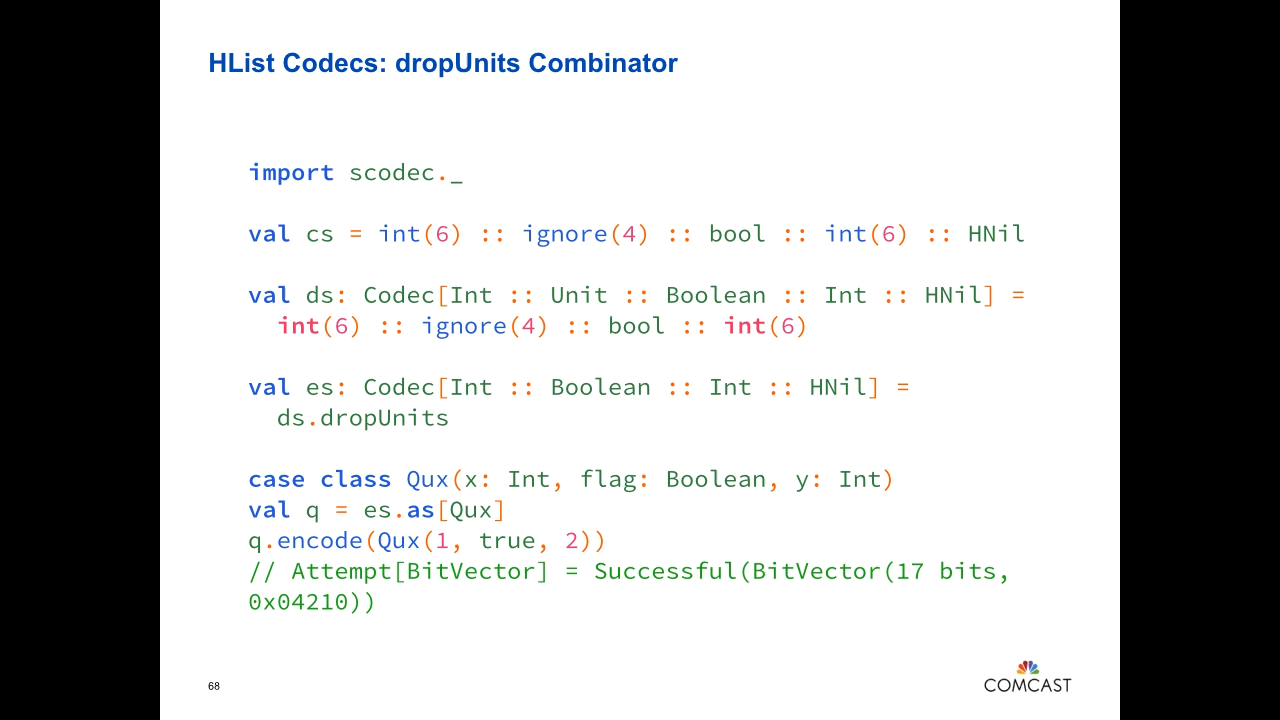 HList Codecs: dropUnits Combinator
import scodec._
val cs = int(6) :: ignore(4) :: bool :: int(6) :: HNil
val ds: Codec[Int :: Unit :: Boolean :: Int :: HNil] =
int(6) :: ignore(4) :: bool :: int(6)
val es: Codec[Int :: Boolean :: Int :: HNil] =
ds.dropUnits
case class Qux(x: Int, flag: Boolean, y: Int)
val q = es.as[Qux]
q.encode(Qux(1, true, 2))
// Attempt[BitVector] = Successful(BitVector(17 bits,
0x04210))
68
COMCAST